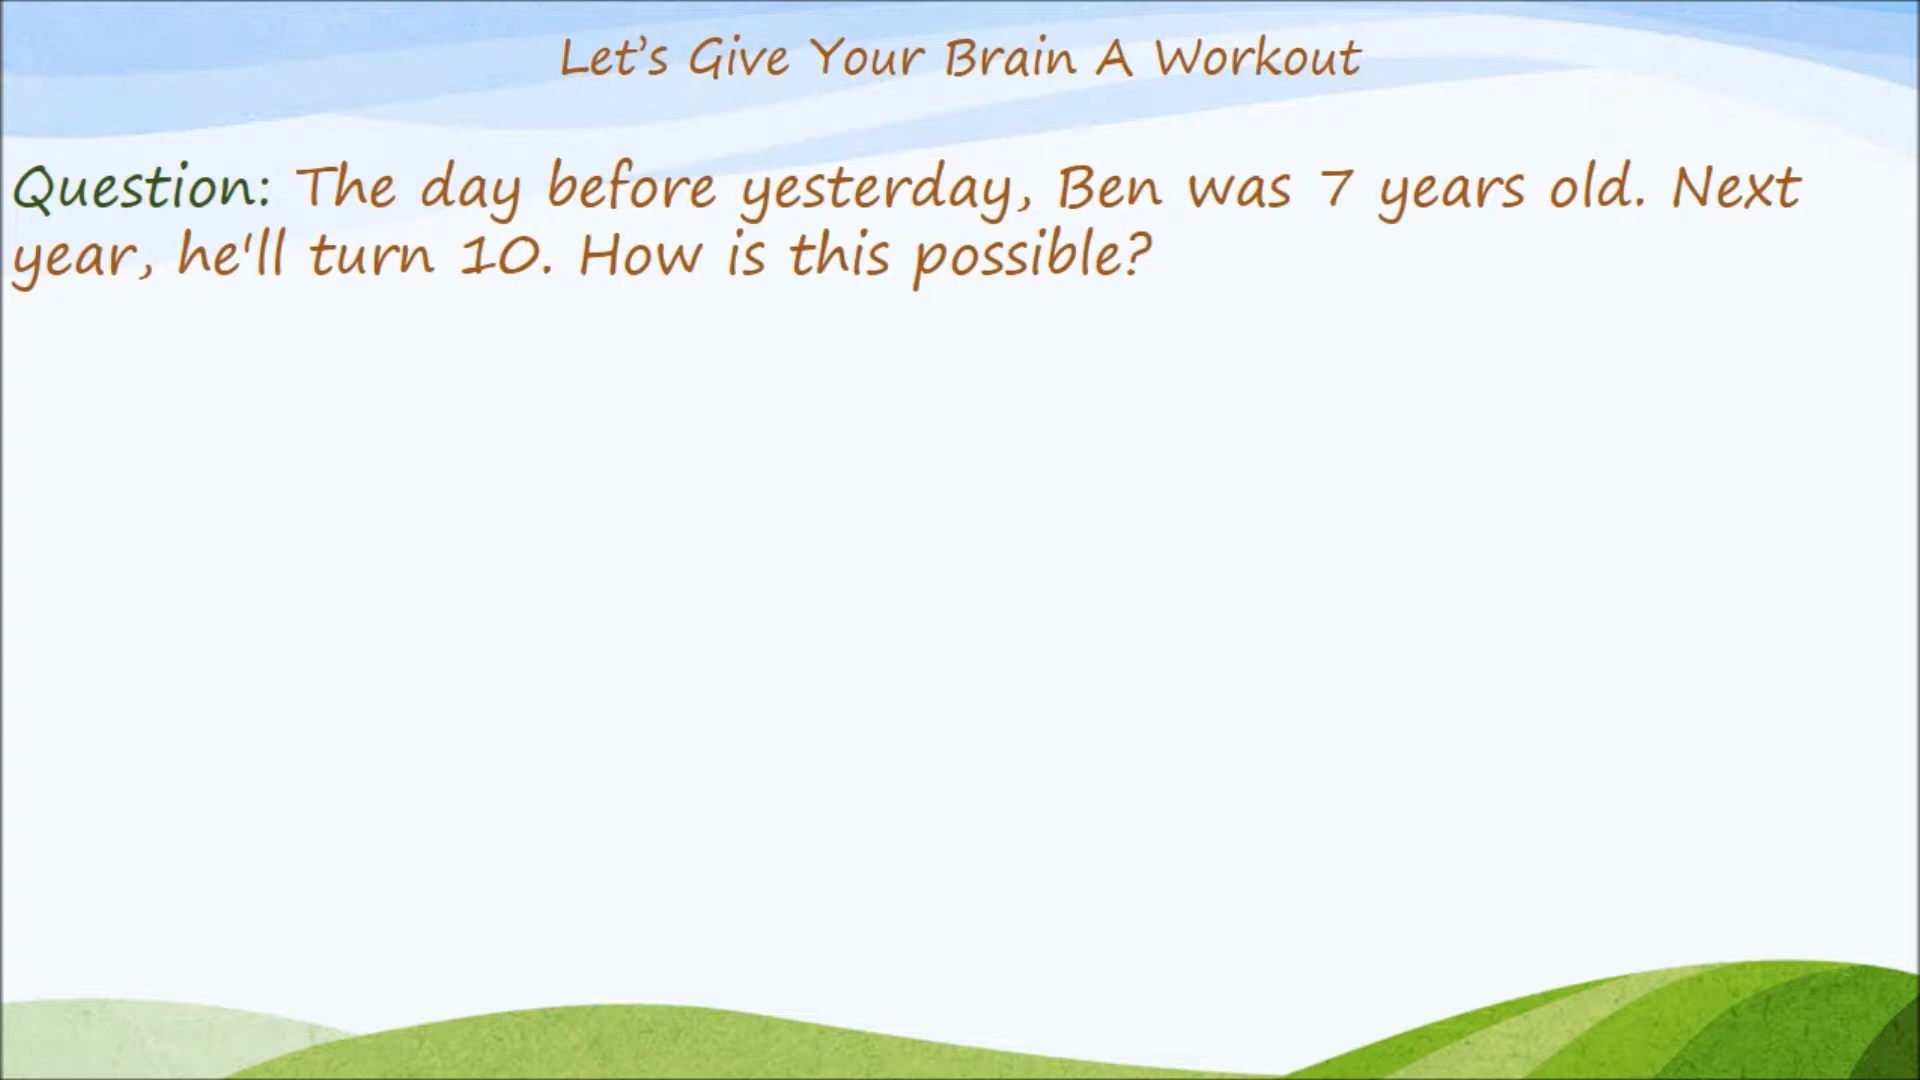 Let’s Give Your Brain A Workout
Question: The day before yesterday, Ben was 7 years old. Next
year, he'll turn 10. How is this possible?